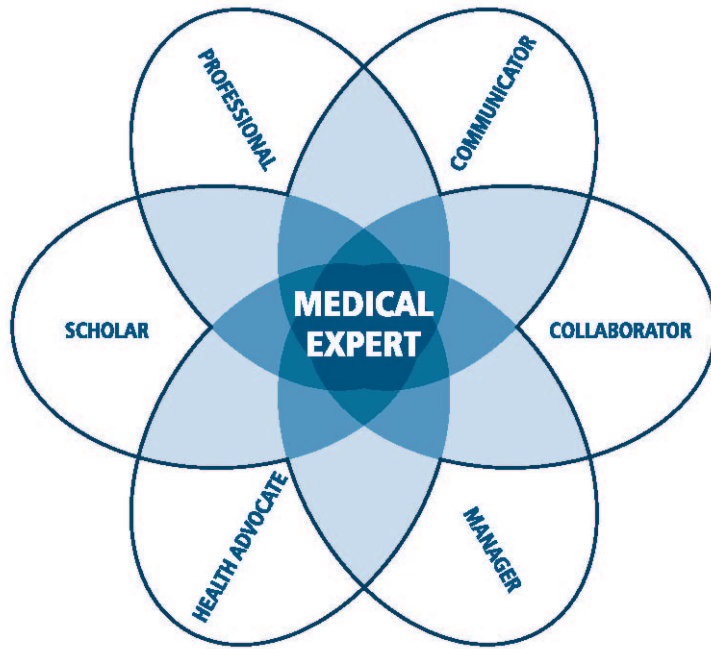 PROFESSIONAL
COMMUNICATOR
SCHOLAR
MEDICAL
EXPERT
COLLABORATOR
HEALTH ADVOCATE
MANAGER